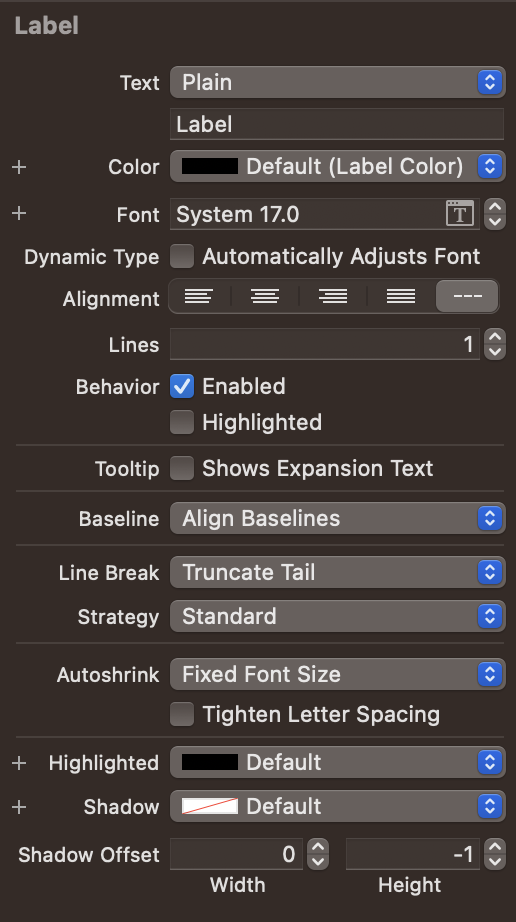 Label
Text Plain
Label
+ Color Default (Label Color)
+ Font System 17.0 T
Dynamic Type Automatically Adjusts Font
Alignment ---
Lines 1
Behavior Enabled
Highlighted
Tooltip Shows Expansion Text
Baseline Align Baselines
Line Break Truncate Tail
Strategy Standard
Autoshrink Fixed Font Size
Tighten Letter Spacing
+ Highlighted Default
+ Shadow Default
Shadow Offset 0 -1
Width Height